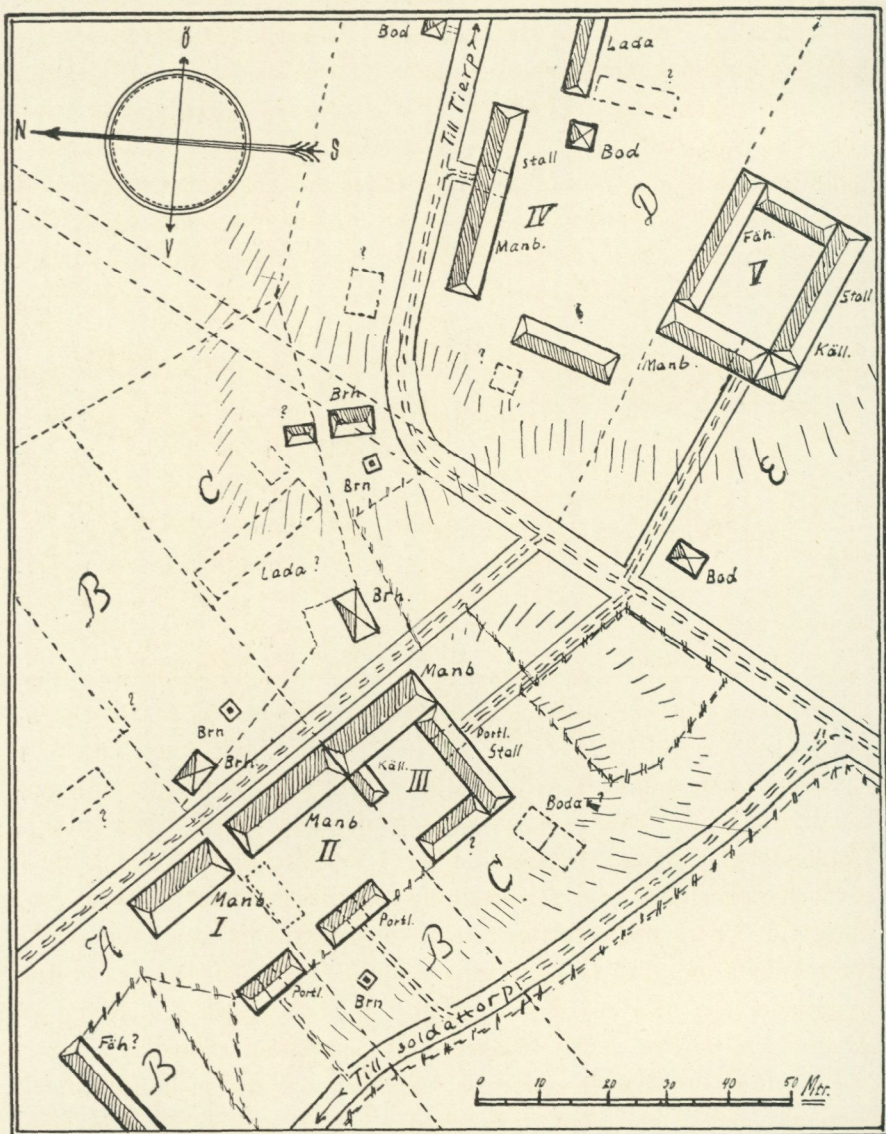 Ö
N
S
V
Bod
Till Tierp
Lada
?
Bod
Stall
IV
Manb.
D
Fäh.
V
Stall
Käll.
Manb.
?
?
Brh.
?
Brn
C
Lada?
Brh.
E
Bod
B
?
Brn
Brh.
?
Manb
Portl.
Stall
Käll.
III
Manb
II
Boda ?
?
C
Manb.
I
Portl.
B
A
Portl.
Brn
Fäh?
B
Till soldattorp
0 10 20 30 40 50 Mtr.